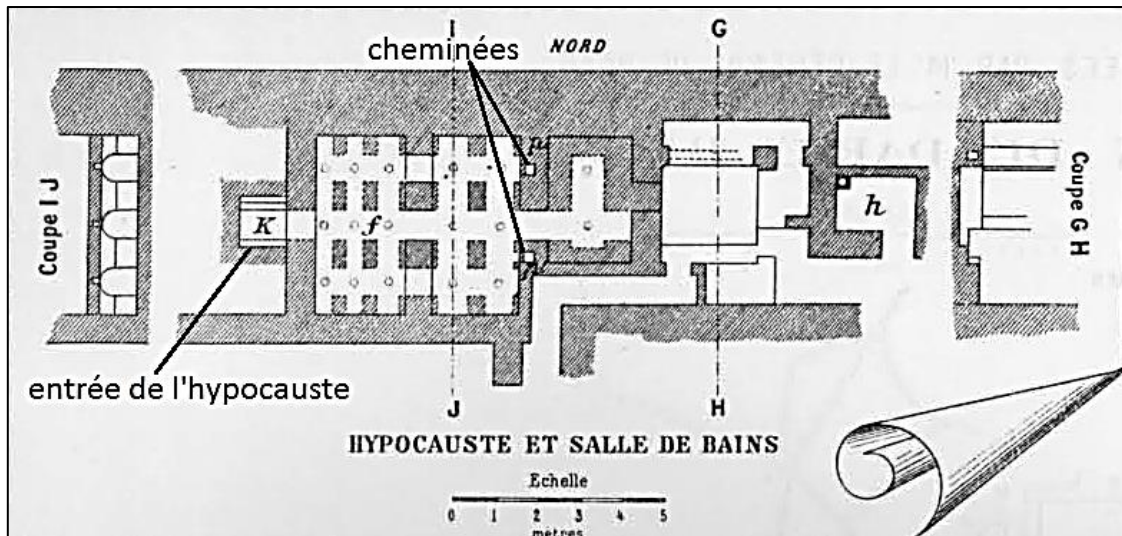 I
G
cheminées
NORD
p
K
f
h
p
Coupe I J
Coupe G H
entrée de l'hypocauste
J
H
HYPOCAUSTE ET SALLE DE BAINS
Echelle
0 1 2 3 4 5
mètres